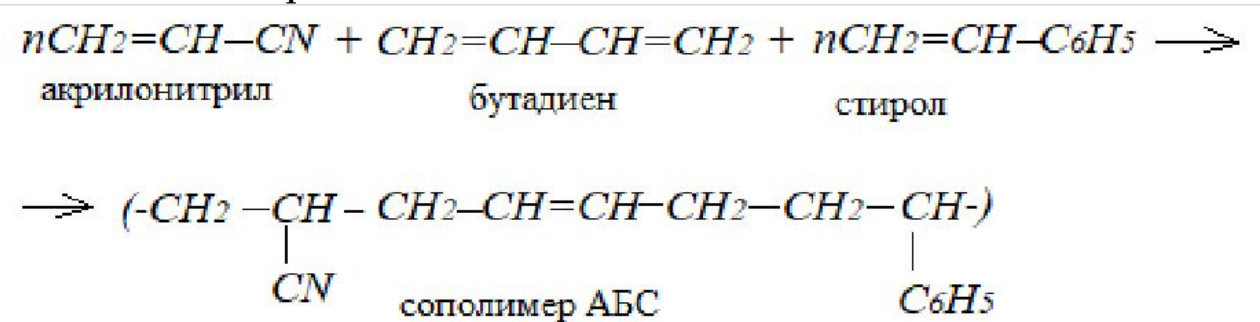 nCH2=CH–CN + CH2=CH–CH=CH2 + nCH2=CH–C6H5 →
акрилонитрил бутадиен стирол
→ (-CH2 –CH – CH2–CH=CH–CH2–CH2–CH-)
CN C6H5
сополимер АБС